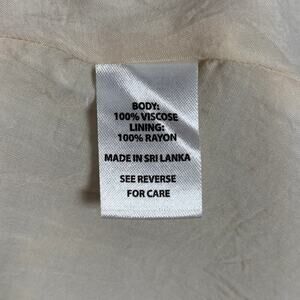 BODY:
100% VISCOSE
LINING:
100% RAYON
MADE IN SRI LANKA
SEE REVERSE
FOR CARE